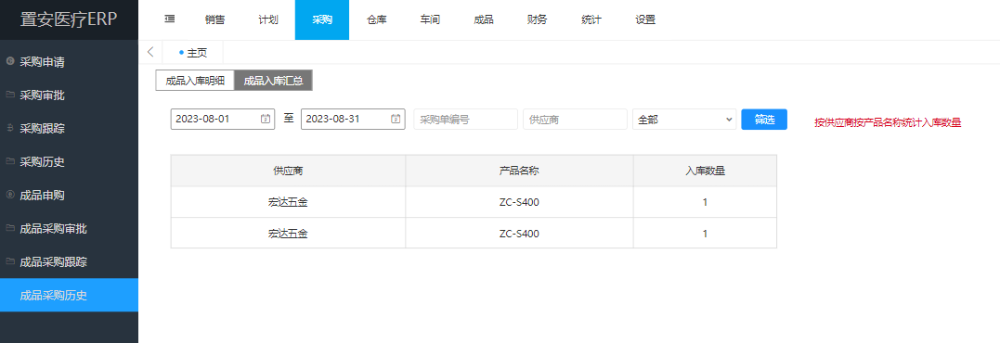 置安医疗ERP
销售 计划 采购 仓库 车间 成品 财务 统计 设置
采购申请
采购审批
采购跟踪
采购历史
成品申购
成品采购审批
成品采购跟踪
成品采购历史
主页
成品入库明细 成品入库汇总
2023-08-01 至 2023-08-31 采购单编号 供应商 全部 筛选 按供应商按产品名称统计入库数量
供应商 产品名称 入库数量
宏达五金 ZC-S400 1
宏达五金 ZC-S400 1